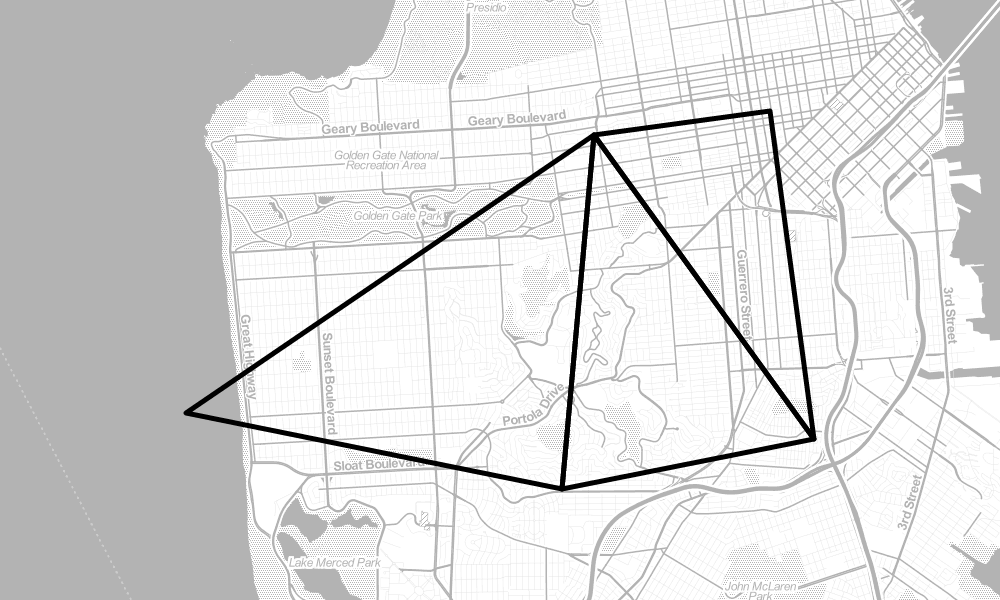 Presidio
Geary Boulevard
Geary Boulevard
Golden Gate National
Recreation Area
Golden Gate Park
Guerrero Street
3rd Street
Great Highway
Sunset Boulevard
Portola Drive
Sloat Boulevard
3rd Street
Lake Merced Park
John McLaren
Park